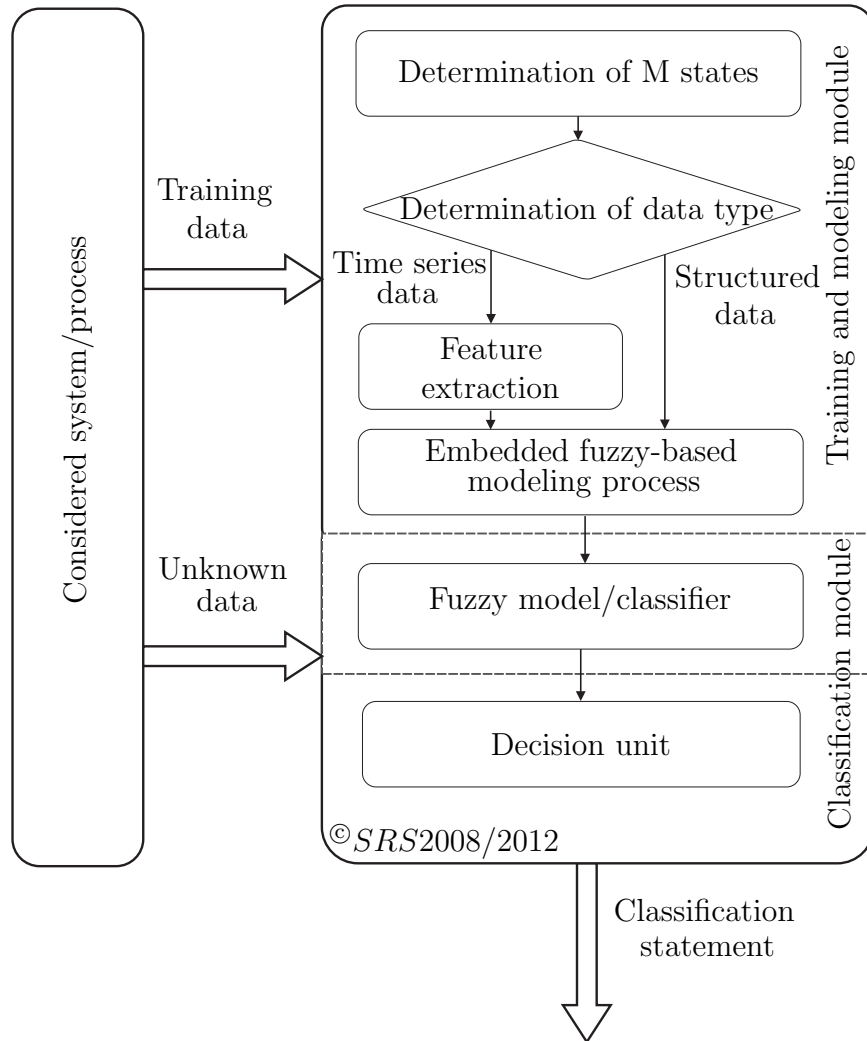 Considered system/process
Training
data
Unknown
data
Determination of M states
Determination of data type
Time series
data
Structured
data
Feature
extraction
Embedded fuzzy-based
modeling process
Training and modeling module
Fuzzy model/classifier
Decision unit
Classification module
©SRS2008/2012
Classification
statement